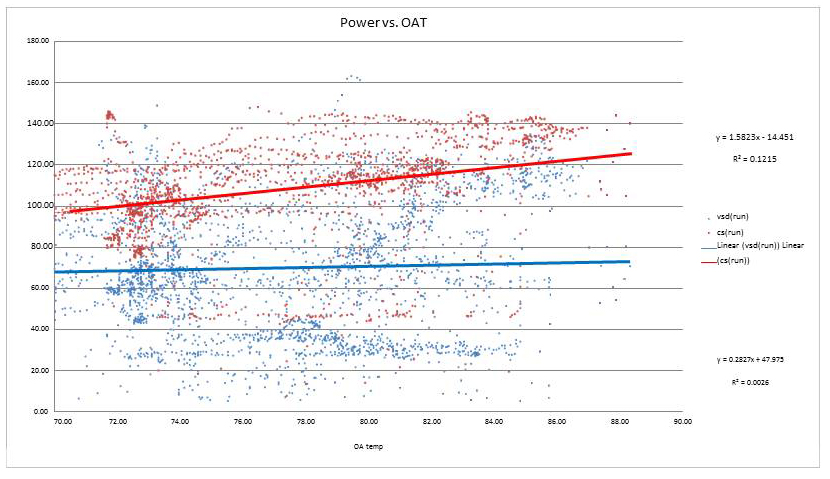 Power vs. OAT
180.00
160.00
140.00
120.00
100.00
80.00
60.00
40.00
20.00
0.00
70.00 72.00 74.00 76.00 78.00 80.00 82.00 84.00 86.00 88.00 90.00
OA temp
y = 1.5823x - 14.451
R² = 0.1215
vsd(run)
cs(run)
Linear (vsd(run)) Linear
(cs(run))
y = 0.2827x + 47.975
R² = 0.0026